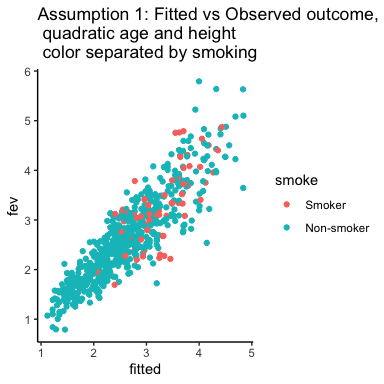 Assumption 1: Fitted vs Observed outcome,
quadratic age and height
color separated by smoking
6
5
4
3
2
1
fev
1
2
3
4
5
fitted
smoke
Smoker
Non-smoker